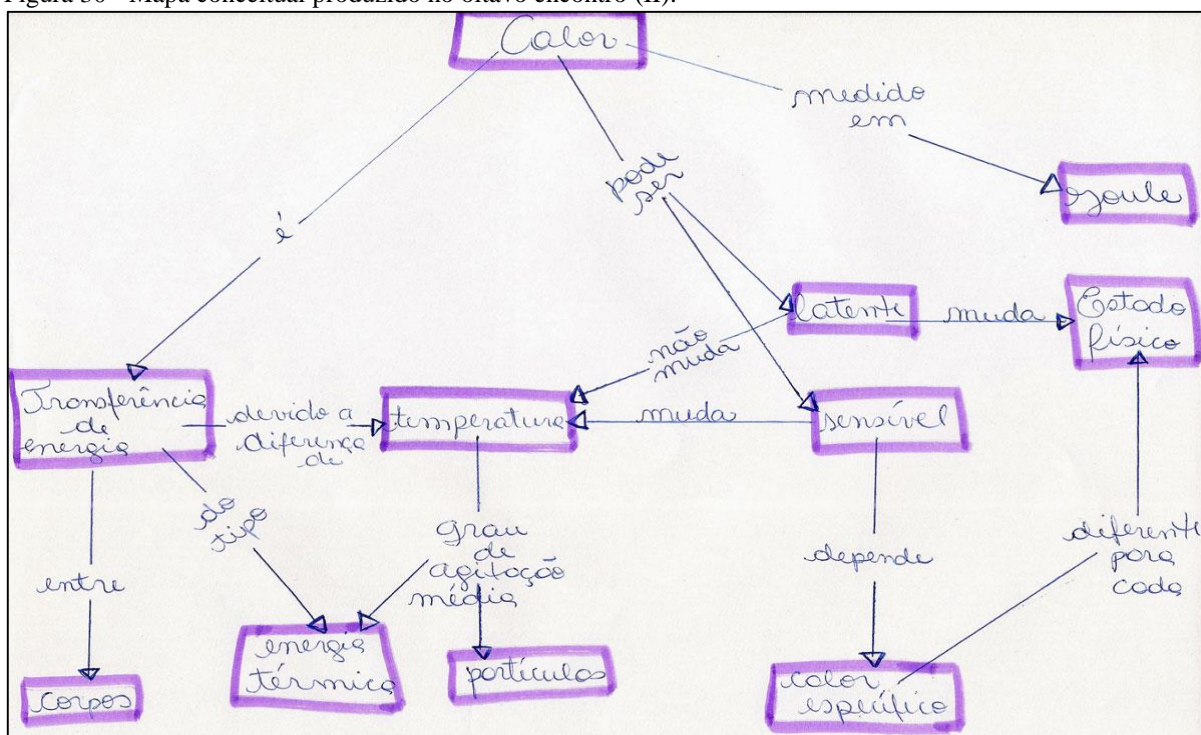 Figura 36 - Mapa conceitual produzido no oitavo encontro (II).
Calor
medido
em
pode
ser
é
Joule
latente
muda
Estado
físico
não
muda
Transferência
de
energia
devido a
diferença
de
temperatura
muda
sensível
do
tipo
grau
de
agitação
média
depende
diferente
para
cada
entre
energia
térmica
partículas
calor
específico
corpos